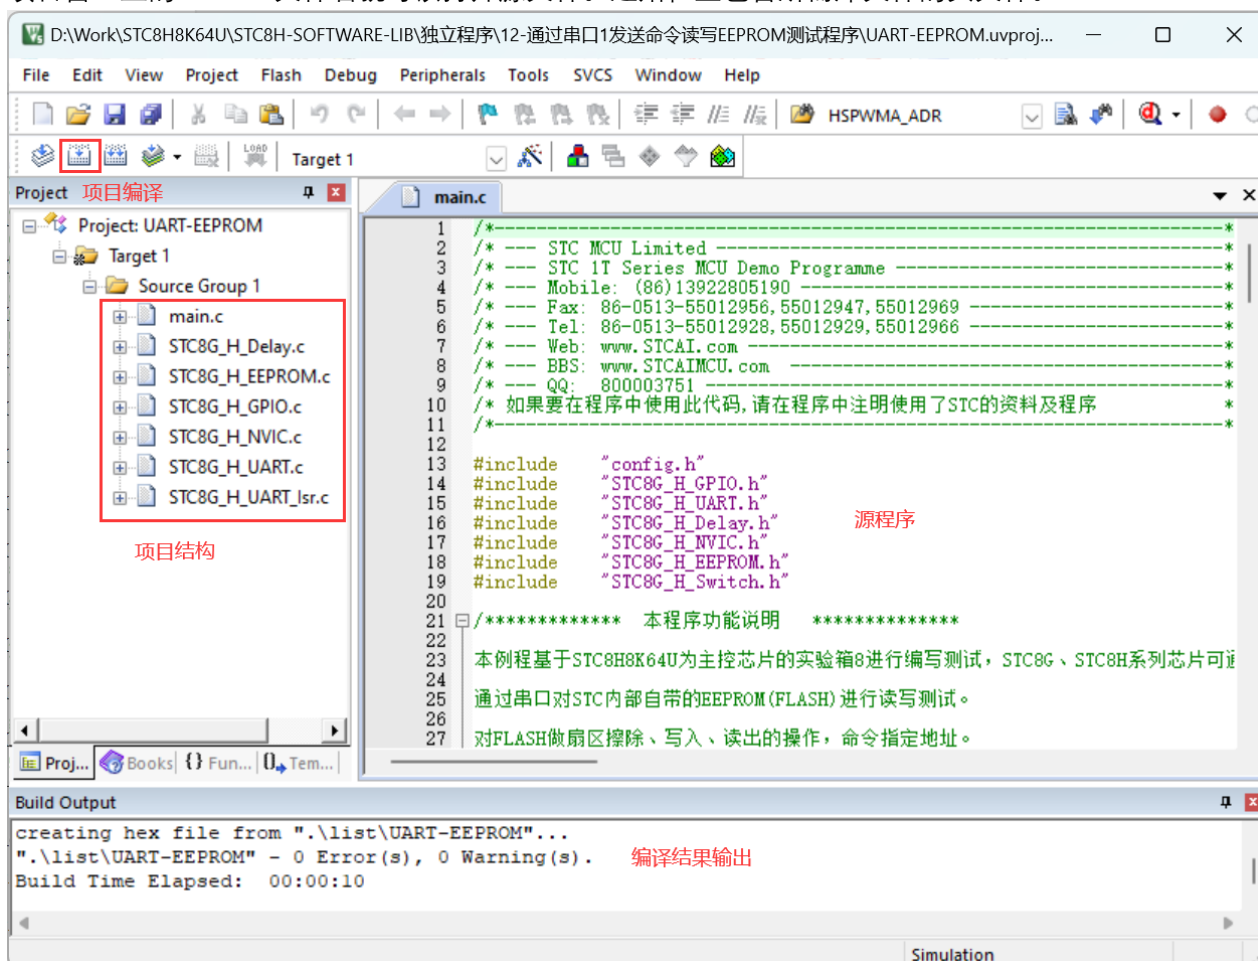 D:\Work\STC8H8K64U\STC8H-SOFTWARE-LIB\独立程序\12-通过串口1发送命令读写EEPROM测试程序\UART-EEPROM.uvproj...
File Edit View Project Flash Debug Peripherals Tools SVCS Window Help
HSPWMA_ADR
LOAD
Target 1
Project 项目编译
main.c
Project: UART-EEPROM
Target 1
Source Group 1
main.c
STC8G_H_Delay.c
STC8G_H_EEPROM.c
STC8G_H_GPIO.c
STC8G_H_NVIC.c
STC8G_H_UART.c
STC8G_H_UART_Isr.c
项目结构
Proj... Books {} Fun... Tem...
1 /*---------------------------------------------------------------------*
2 /* --- STC MCU Limited ------------------------------------------------*
3 /* --- STC 1T Series MCU Demo Programme -------------------------------*
4 /* --- Mobile: (86)13922805190 ----------------------------------------*
5 /* --- Fax: 86-0513-55012956,55012947,55012969 ------------------------*
6 /* --- Tel: 86-0513-55012928,55012929,55012966 ------------------------*
7 /* --- Web: www.STCAI.com ---------------------------------------------*
8 /* --- BBS: www.STCAIMCU.com -----------------------------------------*
9 /* --- QQ: 800003751 -------------------------------------------------*
10 /* 如果要在程序中使用此代码,请在程序中注明使用了STC的资料及程序 *
11 /*---------------------------------------------------------------------*
12
13 #include "config.h"
14 #include "STC8G_H_GPIO.h"
15 #include "STC8G_H_UART.h"
16 #include "STC8G_H_Delay.h"
源程序
17 #include "STC8G_H_NVIC.h"
18 #include "STC8G_H_EEPROM.h"
19 #include "STC8G_H_Switch.h"
20
21 /************* 本程序功能说明 **************
22
23 本例程基于STC8H8K64U为主控芯片的实验箱8进行编写测试，STC8G、STC8H系列芯片可通
24
25 通过串口对STC内部自带的EEPROM(FLASH)进行读写测试。
26
27 对FLASH做扇区擦除、写入、读出的操作，命令指定地址。
Build Output
creating hex file from ".\list\UART-EEPROM"...
".\list\UART-EEPROM" - 0 Error(s), 0 Warning(s).
编译结果输出
Build Time Elapsed: 00:00:10
Simulation